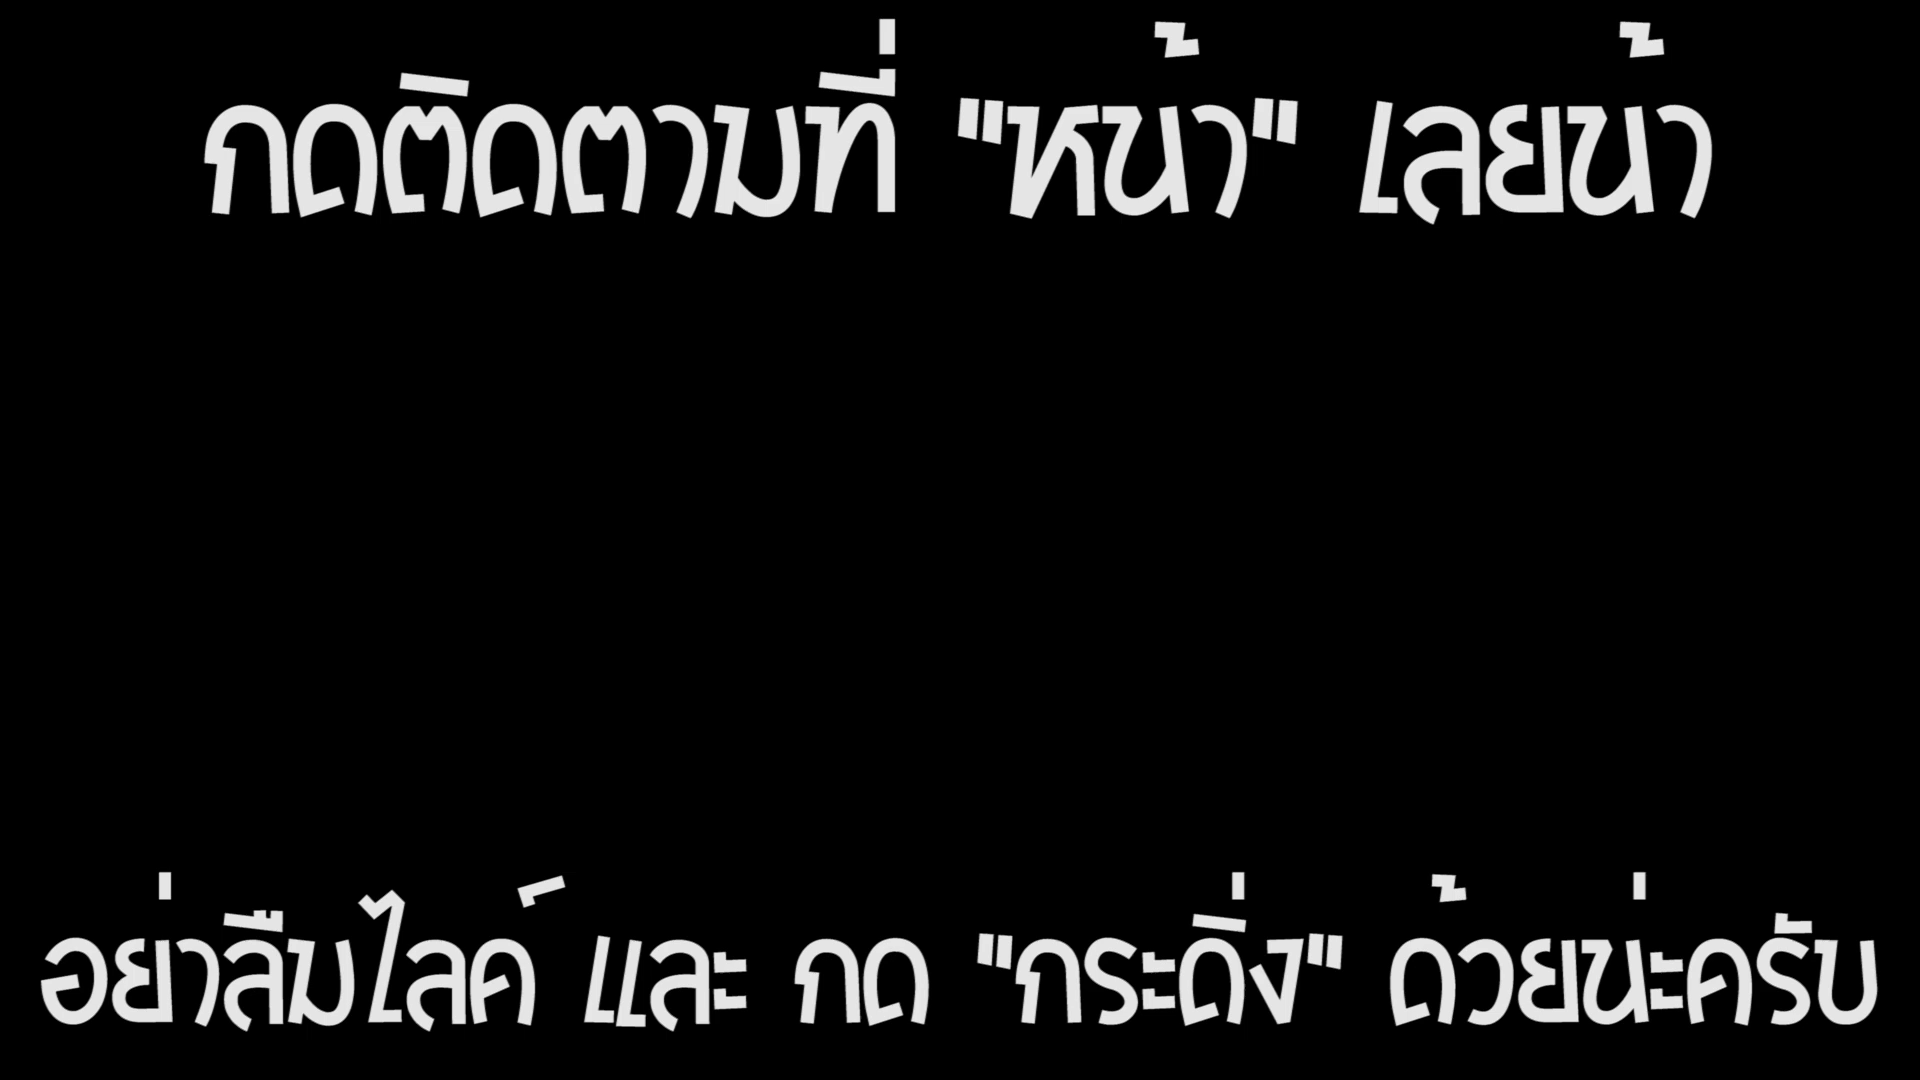 กดติดตามที่ "หน้า" เลยน้า
อย่าลืมไลค์ และ กด "กระดิ่ง" ด้วยน่ะครับ